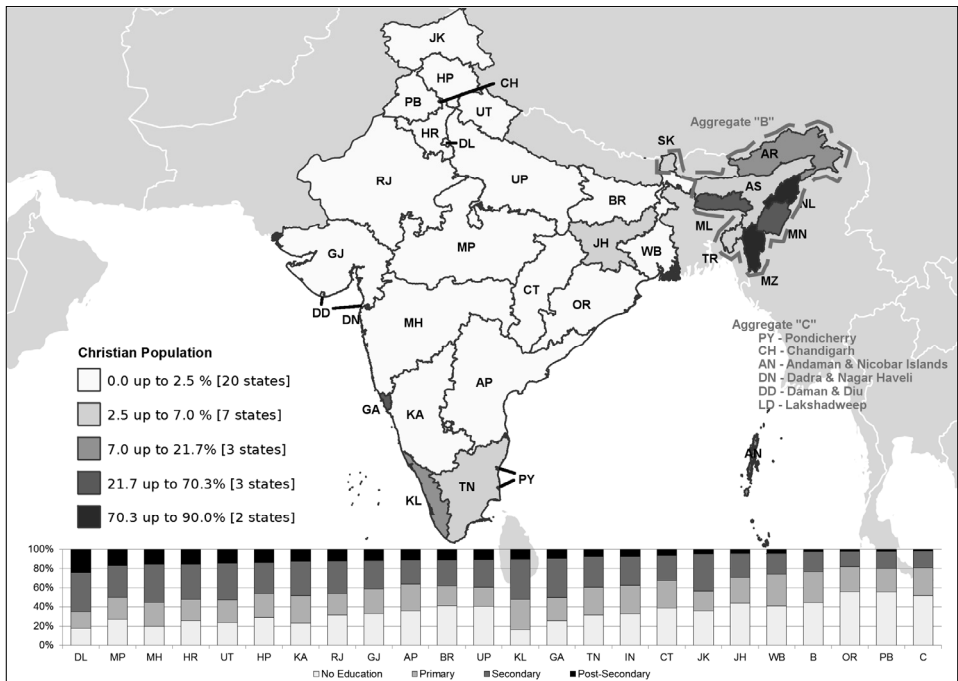 JK
HP
CH
PB
UT
HR
DL
Aggregate "B"
SK
AR
RJ
UP
AS
BR
NL
ML
MN
JH
WB
MP
GJ
TR
MZ
CT
DD
DN
OR
MH
Aggregate "C"
PY - Pondicherry
CH - Chandigarh
AN - Andaman & Nicobar Islands
DN - Dadra & Nagar Haveli
DD - Daman & Diu
LD - Lakshadweep
Christian Population
0.0 up to 2.5 % [20 states]
2.5 up to 7.0 % [7 states]
7.0 up to 21.7% [3 states]
21.7 up to 70.3% [3 states]
70.3 up to 90.0% [2 states]
AP
GA
KA
AN
TN
PY
KL
100%
80%
60%
40%
20%
0%
DL MP MH HR UT HP KA RJ GJ AP BR UP KL GA TN IN CT JK JH WB B OR PB C
No Education Primary Secondary Post-Secondary